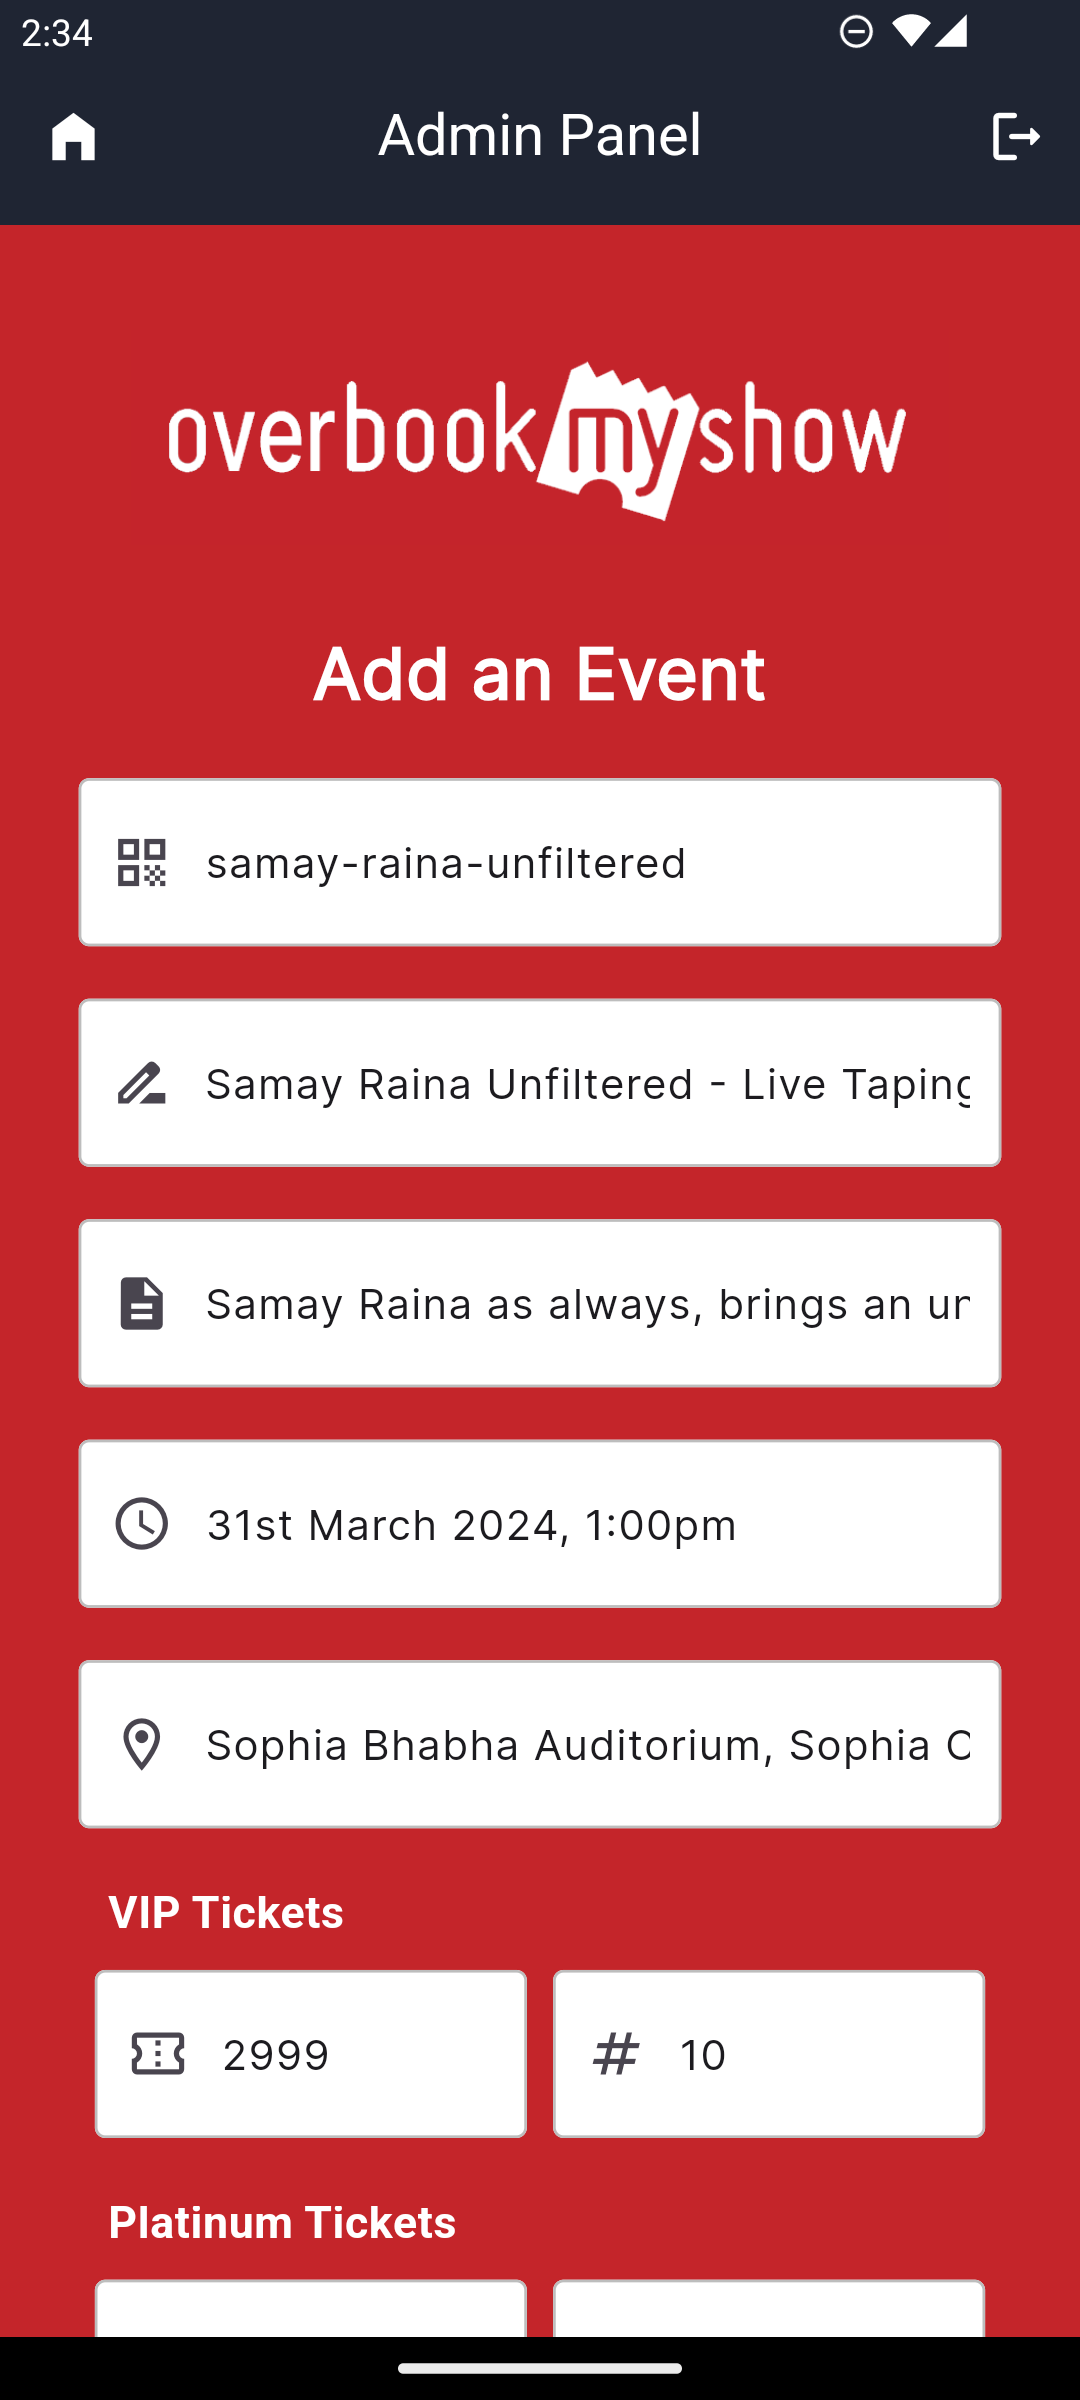 2:34
Admin Panel
overbookmyshow
Add an Event
samay-raina-unfiltered
Samay Raina Unfiltered - Live Taping
Samay Raina as always, brings an un
31st March 2024, 1:00pm
Sophia Bhabha Auditorium, Sophia C
VIP Tickets
2999
# 10
Platinum Tickets